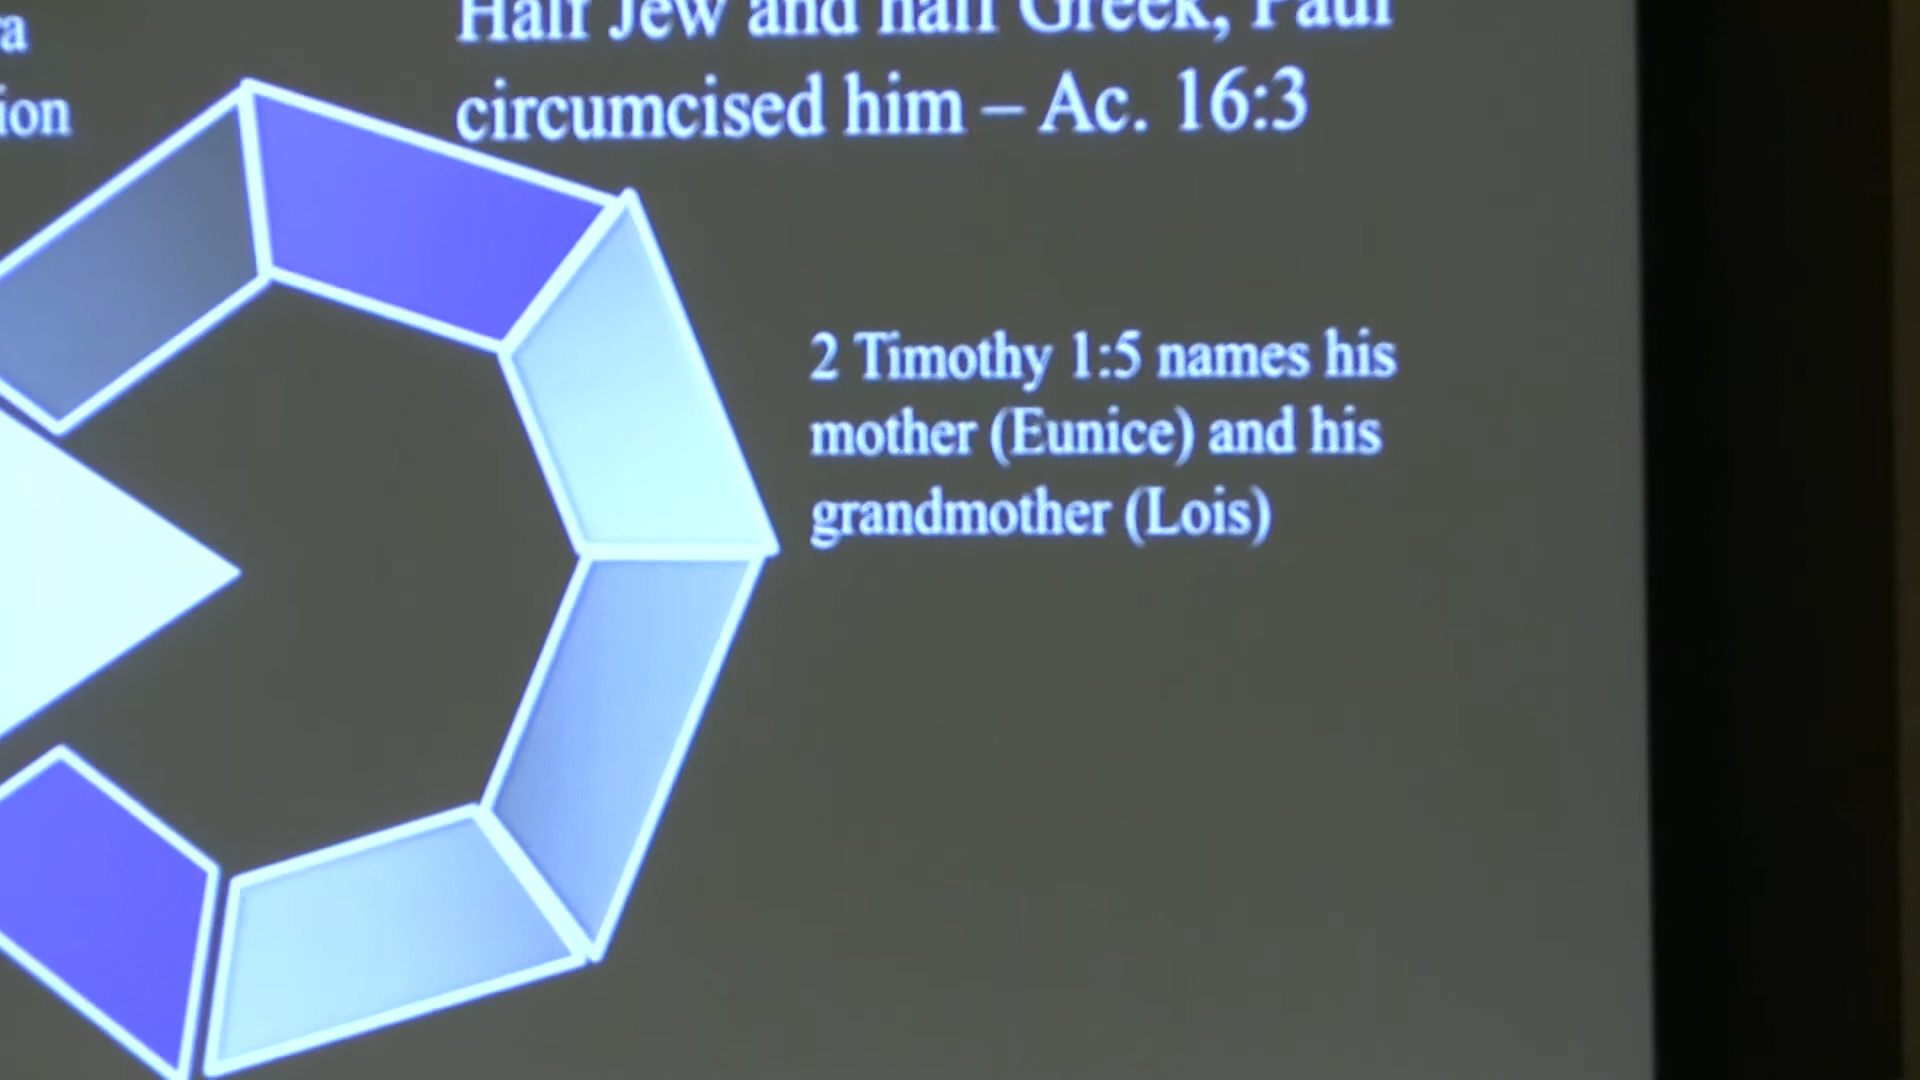 Half Jew and half Greek, Paul
circumcised him – Ac. 16:3
2 Timothy 1:5 names his
mother (Eunice) and his
grandmother (Lois)